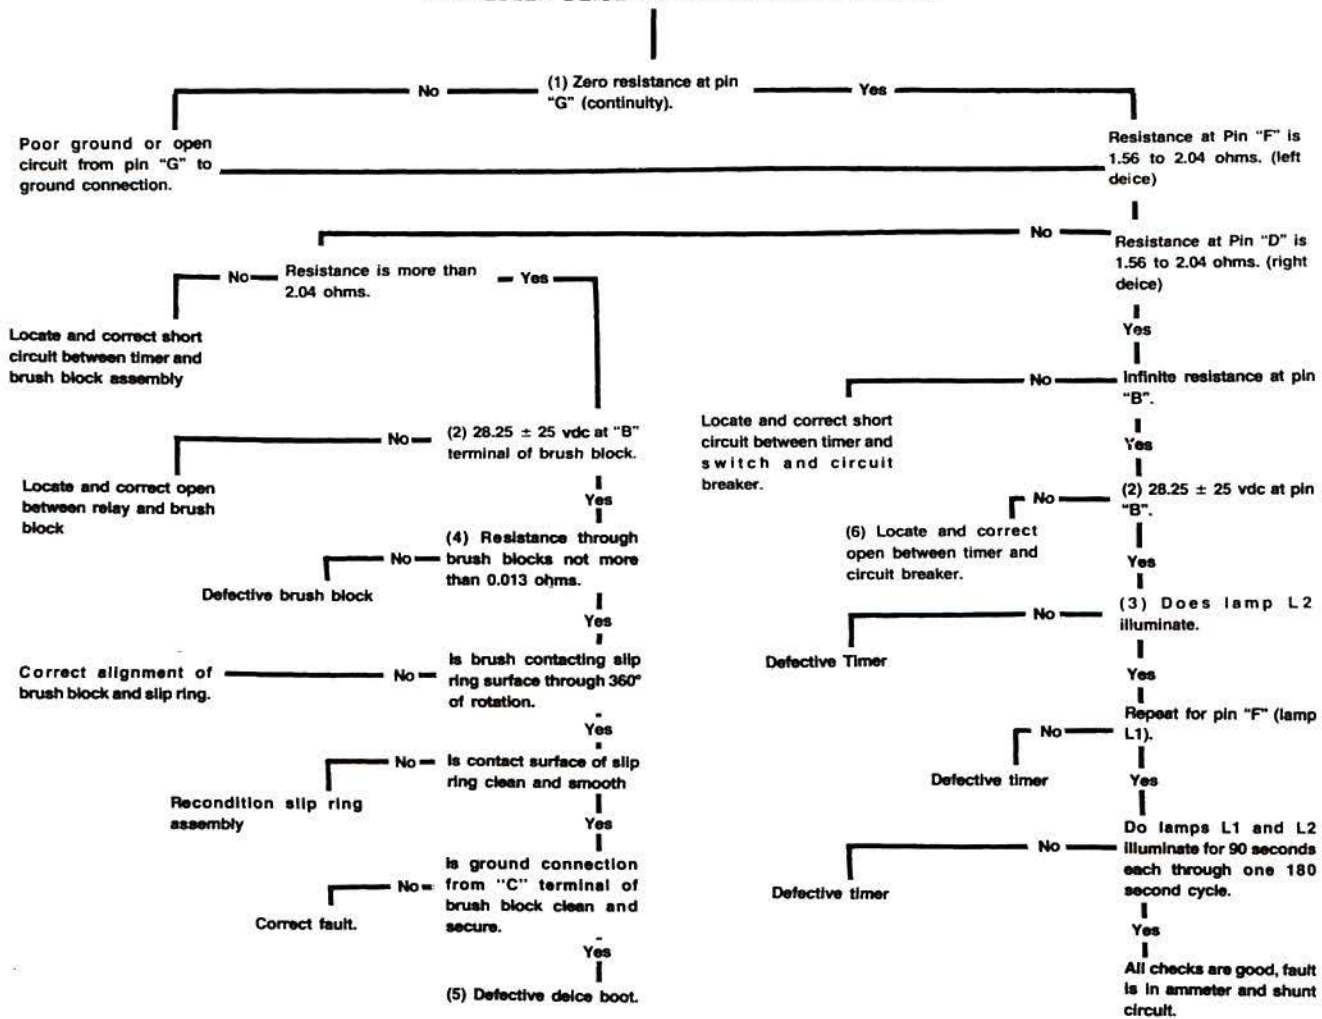 (1) Zero resistance at pin
"G" (continuity).
No
Yes
Poor ground or open
circuit from pin "G" to
ground connection.
Resistance at Pin "F" is
1.56 to 2.04 ohms. (left
deice)
No
Resistance at Pin "D" is
1.56 to 2.04 ohms. (right
deice)
No
Resistance is more than
2.04 ohms.
Yes
Locate and correct short
circuit between timer and
brush block assembly
Yes
No
Infinite resistance at pin
"B".
Locate and correct short
circuit between timer and
switch and circuit
breaker.
Yes
No
(2) 28.25 ± 25 vdc at "B"
terminal of brush block.
Locate and correct open
between relay and brush
block
Yes
No
(2) 28.25 ± 25 vdc at pin
"B".
(6) Locate and correct
open between timer and
circuit breaker.
Yes
No
(4) Resistance through
brush blocks not more
than 0.013 ohms.
Defective brush block
Yes
No
(3) Does lamp L2
illuminate.
Defective Timer
Yes
Correct alignment of
brush block and slip ring.
No
Is brush contacting slip
ring surface through 360°
of rotation.
Yes
No
Repeat for pin "F" (lamp
L1).
Defective timer
Yes
No
Is contact surface of slip
ring clean and smooth
Recondition slip ring
assembly
Yes
No
Do lamps L1 and L2
illuminate for 90 seconds
each through one 180
second cycle.
Defective timer
Yes
No
Is ground connection
from "C" terminal of
brush block clean and
secure.
Correct fault.
Yes
(5) Defective deice boot.
All checks are good, fault
is in ammeter and shunt
circuit.